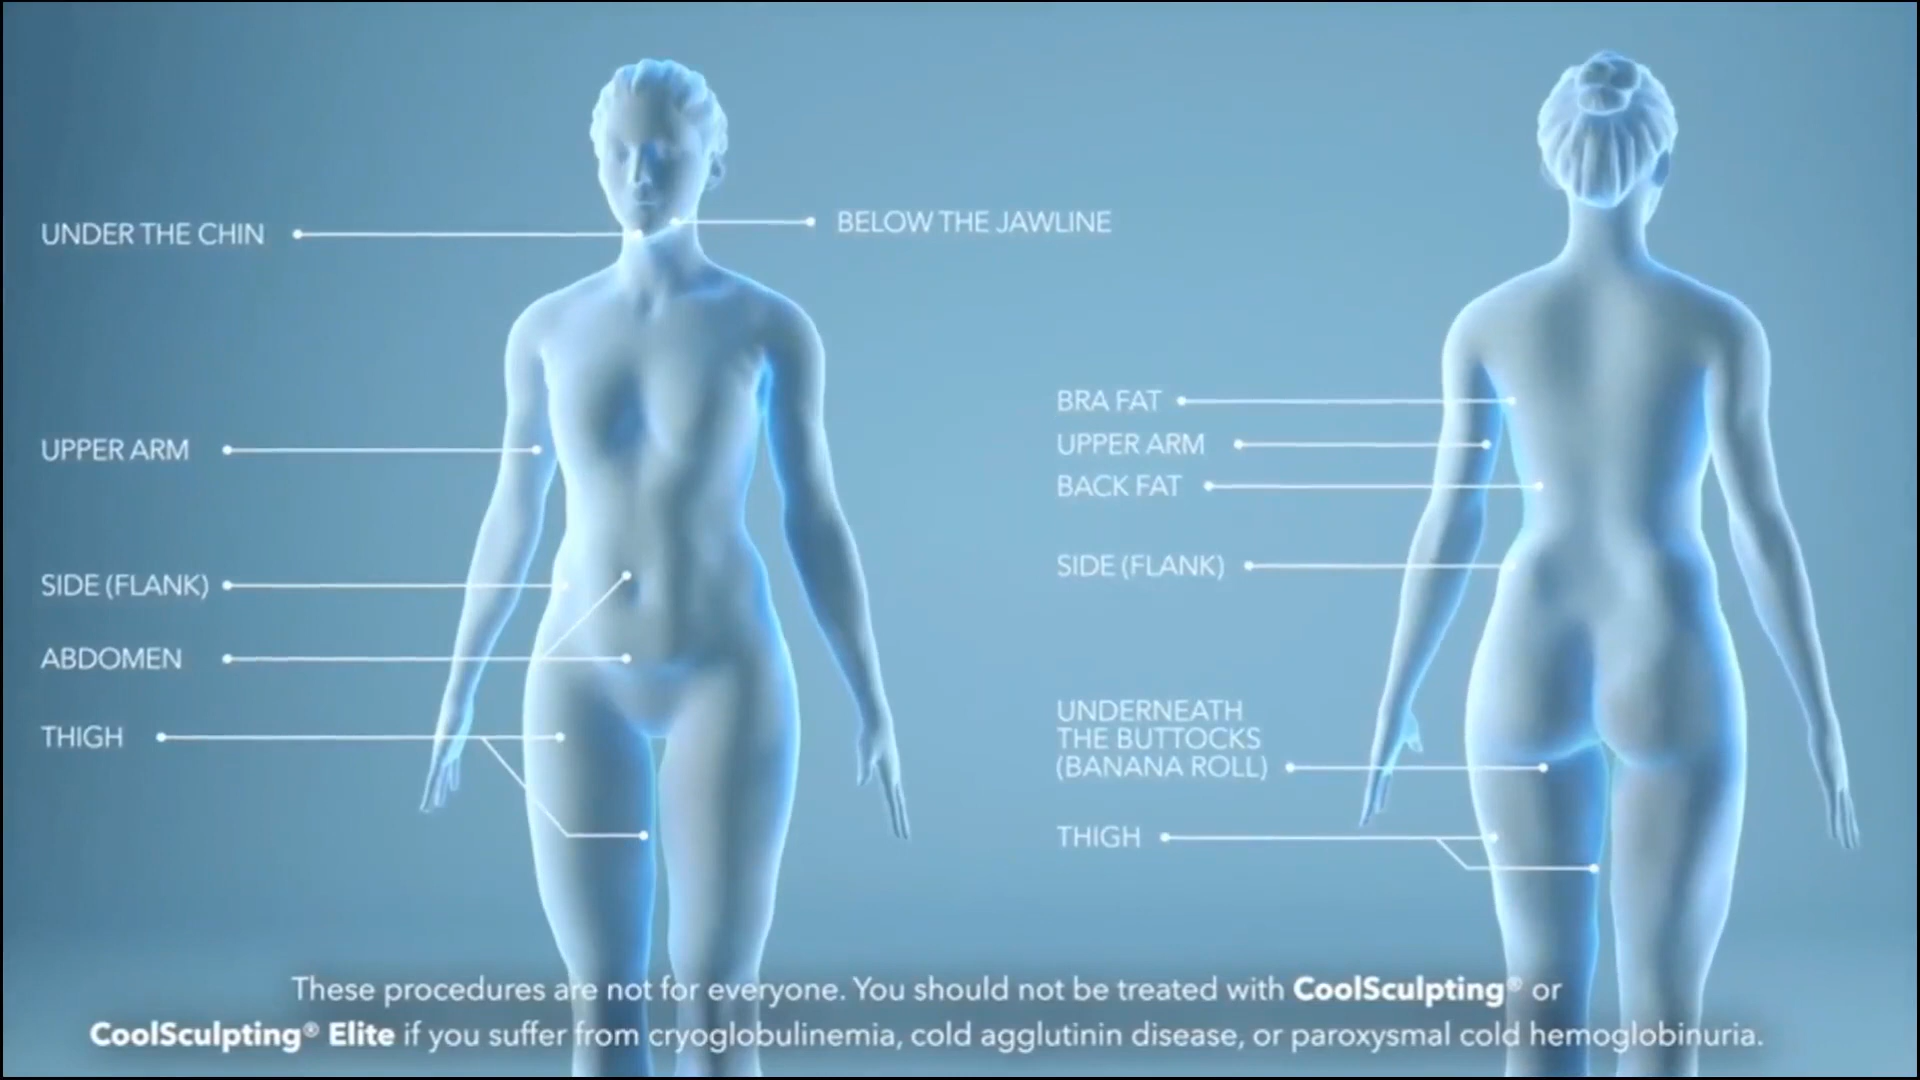 UNDER THE CHIN
BELOW THE JAWLINE
UPPER ARM
SIDE (FLANK)
ABDOMEN
THIGH
BRA FAT
UPPER ARM
BACK FAT
SIDE (FLANK)
UNDERNEATH
THE BUTTOCKS
(BANANA ROLL)
THIGH
These procedures are not for everyone. You should not be treated with CoolSculpting® or
CoolSculpting® Elite if you suffer from cryoglobulinemia, cold agglutinin disease, or paroxysmal cold hemoglobinuria.